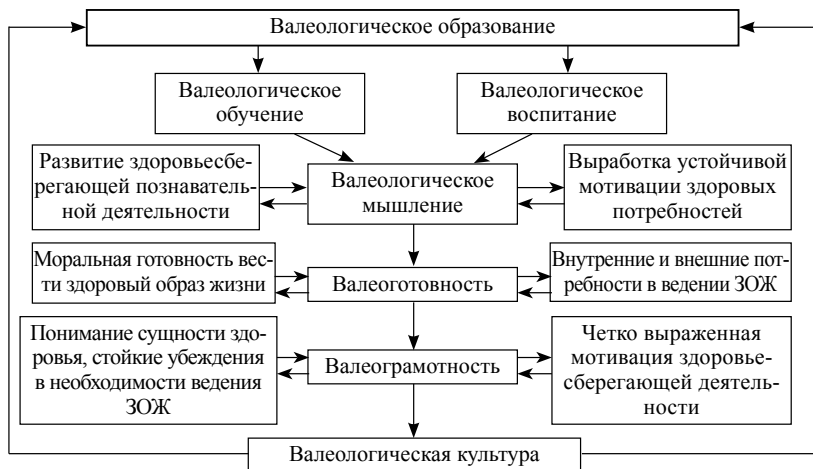 Валеологическое образование
Валеологическое
обучение
Валеологическое
воспитание
Развитие здоровьесбе-
регающей познаватель-
ной деятельности
Валеологическое
мышление
Выработка устойчивой
мотивации здоровых
потребностей
Моральная готовность вес-
ти здоровый образ жизни
Валеоготовность
Внутренние и внешние пот-
ребности в ведении ЗОЖ
Понимание сущности здо-
ровья, стойкие убеждения
в необходимости ведения
ЗОЖ
Валеограмотность
Четко выраженная
мотивация здоровье-
сберегающей деятель-
ности
Валеологическая культура